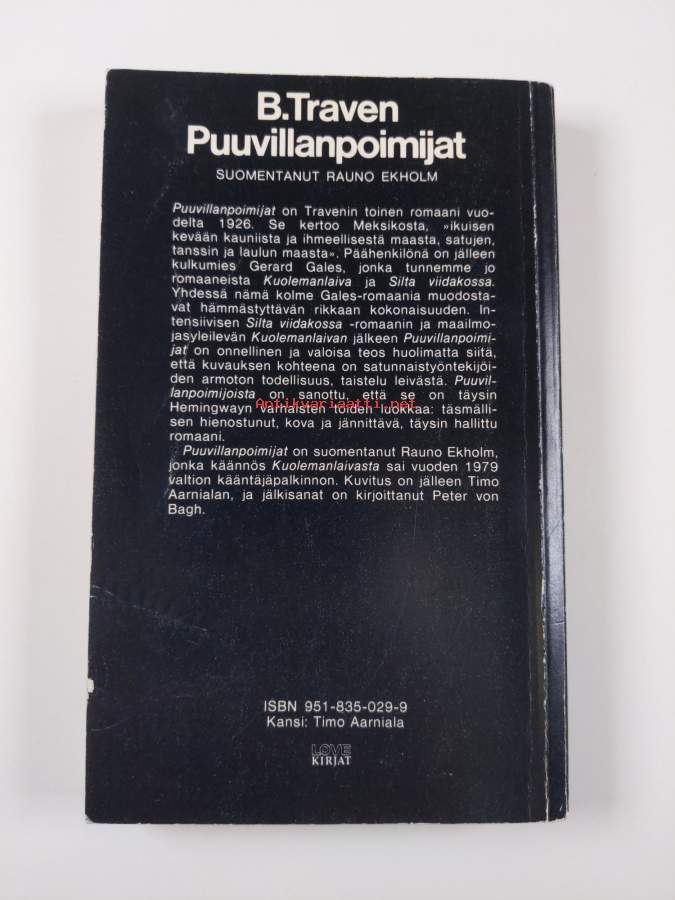 B.Traven
Puuvillanpoimijat
SUOMENTANUT RAUNO EKHOLM
Puuvillanpoimijat on Travenin toinen romaani vuo-
delta 1926. Se kertoo Meksikosta, »ikuisen
kevään kauniista ja ihmeellisestä maasta, satujen,
tanssin ja laulun maasta». Päähenkilönä on jälleen
kulkumies Gerard Gales, jonka tunnemme jo
romaaneista Kuolemanlaiva ja Silta viidakossa.
Yhdessä nämä kolme Gales-romaania muodosta-
vat hämmästyttävän rikkaan kokonaisuuden. In-
tensiivisen Silta viidakossa -romaanin ja maailmo-
jasyleilevän Kuolemanlaivan jälkeen Puuvillanpoimi-
jat on onnellinen ja valoisa teos huolimatta siitä,
että kuvauksen kohteena on satunnaistyöntekijöi-
den armoton todellisuus, taistelu leivästä. Puuvil-
lanpoimijoista on sanottu, että se on täysin
Antikvariaatti.net
Hemingwayn varhaisten töiden luokkaa: täsmälli-
sen hienostunut, kova ja jännittävä, täysin hallittu
romaani.
Puuvillanpoimijat on suomentanut Rauno Ekholm,
jonka käännös Kuolemanlaivasta sai vuoden 1979
valtion kääntäjäpalkinnon. Kuvitus on jälleen Timo
Aarnialan, ja jälkisanat on kirjoittanut Peter von
Bagh.
ISBN 951-835-029-9
Kansi: Timo Aarniala
LOVE
KIRJAT